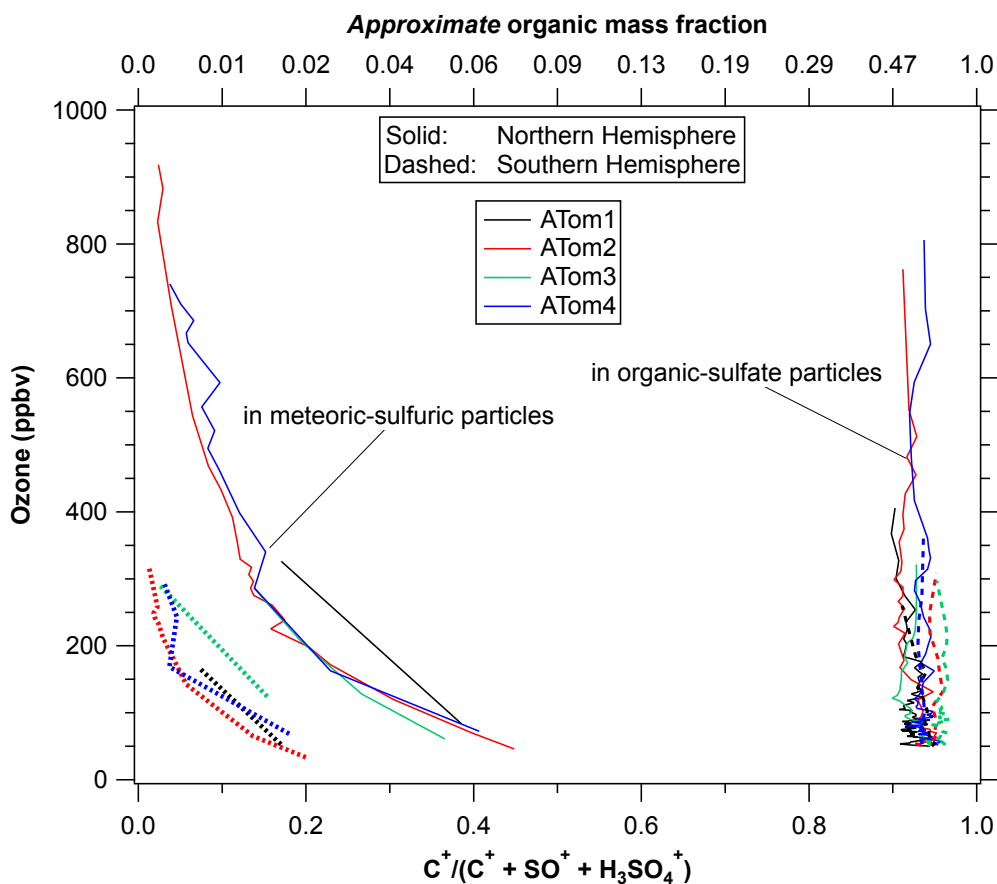 Approximate organic mass fraction
0.0 0.01 0.02 0.04 0.06 0.09 0.13 0.19 0.29 0.47 1.0
1000
Solid: Northern Hemisphere
Dashed: Southern Hemisphere
ATom1
ATom2
ATom3
ATom4
800
600
in organic-sulfate particles
in meteoric-sulfuric particles
Ozone (ppbv)
400
200
0
0.0 0.2 0.4 0.6 0.8 1.0
C⁺/(C⁺ + SO⁺ + H₃SO₄⁺)